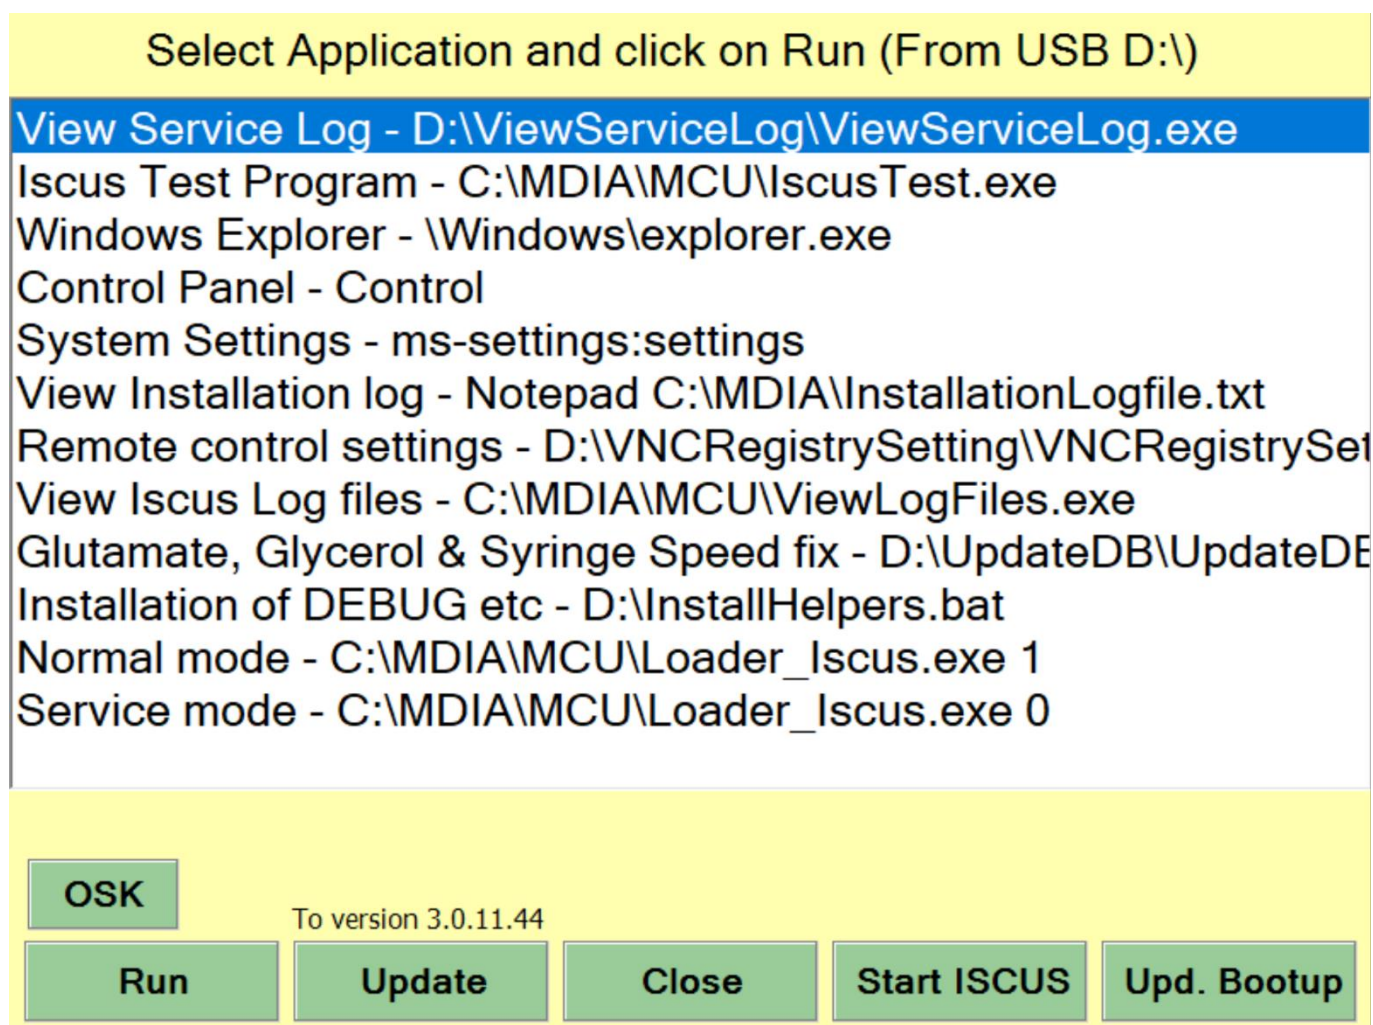 Select Application and click on Run (From USB D:\)
View Service Log - D:\ViewServiceLog\ViewServiceLog.exe
Iscus Test Program - C:\MDIA\MCU\IscusTest.exe
Windows Explorer - \Windows\explorer.exe
Control Panel - Control
System Settings - ms-settings:settings
View Installation log - Notepad C:\MDIA\InstallationLogfile.txt
Remote control settings - D:\VNCRegistrySetting\VNCRegistrySet
View Iscus Log files - C:\MDIA\MCU\ViewLogFiles.exe
Glutamate, Glycerol & Syringe Speed fix - D:\UpdateDB\UpdateDB
Installation of DEBUG etc - D:\InstallHelpers.bat
Normal mode - C:\MDIA\MCU\Loader_Iscus.exe 1
Service mode - C:\MDIA\MCU\Loader_Iscus.exe 0
OSK
To version 3.0.11.44
Run Update Close Start ISCUS Upd. Bootup